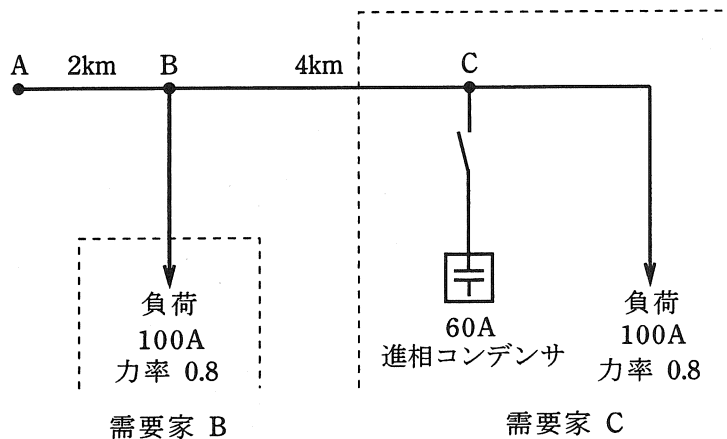 A 2km B 4km C
負荷
100A
力率 0.8
需要家 B
60A
進相コンデンサ
負荷
100A
力率 0.8
需要家 C